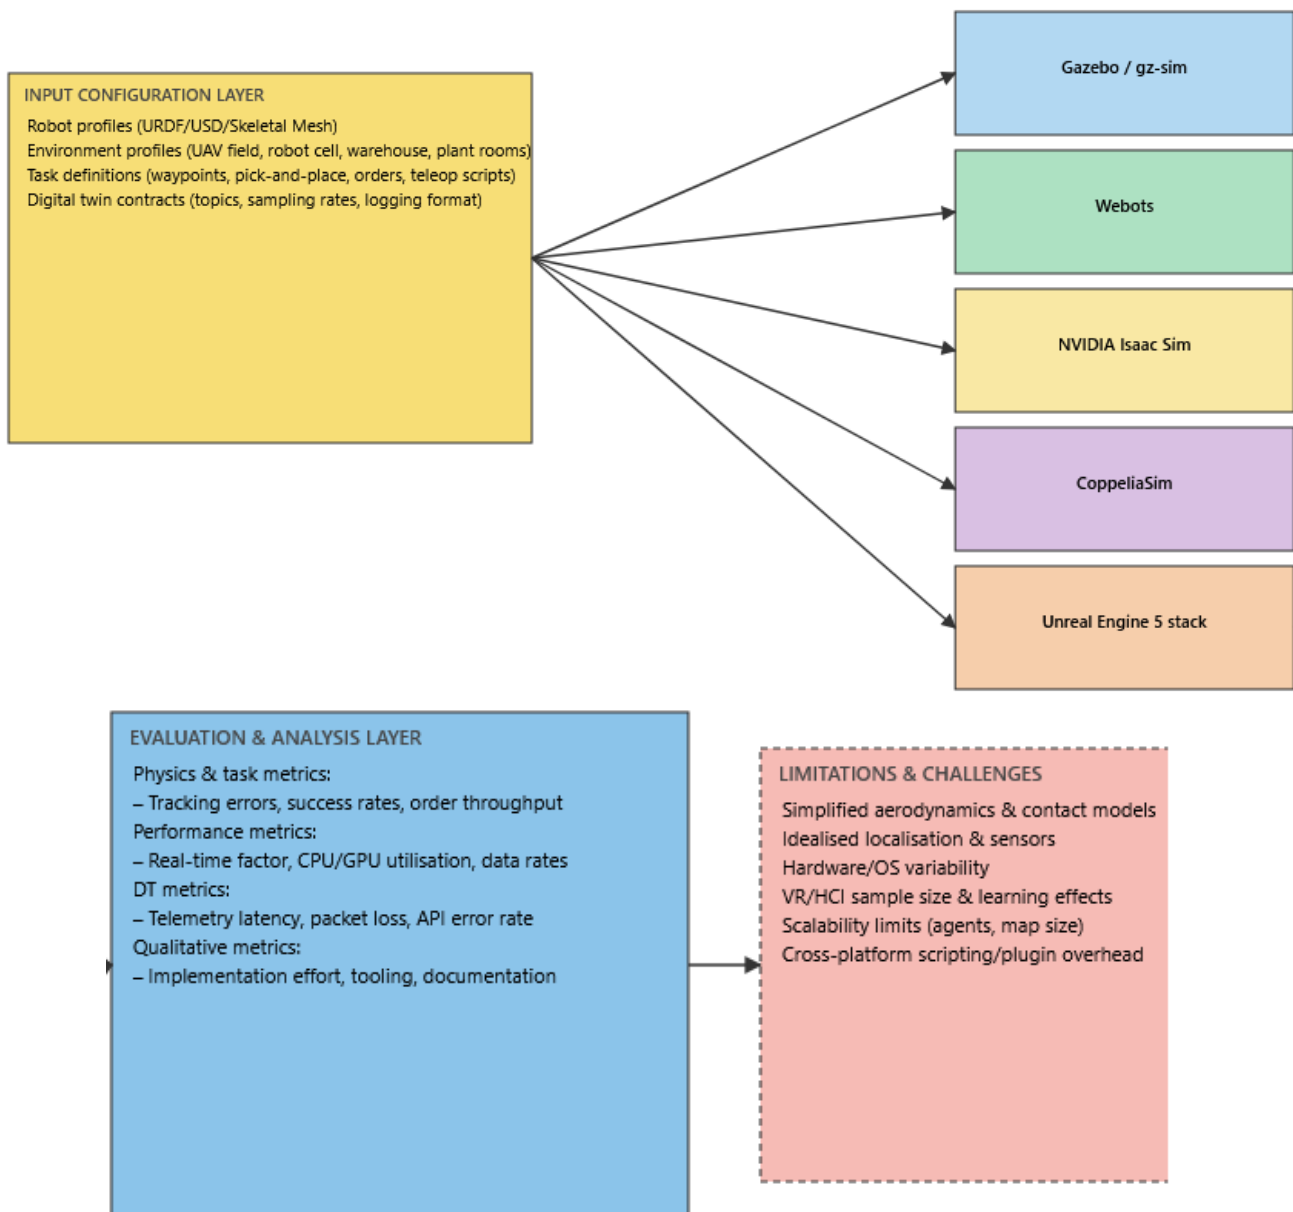 INPUT CONFIGURATION LAYER
Robot profiles (URDF/USD/Skeletal Mesh)
Environment profiles (UAV field, robot cell, warehouse, plant rooms)
Task definitions (waypoints, pick-and-place, orders, teleop scripts)
Digital twin contracts (topics, sampling rates, logging format)
Gazebo / gz-sim
Webots
NVIDIA Isaac Sim
CoppeliaSim
Unreal Engine 5 stack
EVALUATION & ANALYSIS LAYER
Physics & task metrics:
– Tracking errors, success rates, order throughput
Performance metrics:
– Real-time factor, CPU/GPU utilisation, data rates
DT metrics:
– Telemetry latency, packet loss, API error rate
Qualitative metrics:
– Implementation effort, tooling, documentation
LIMITATIONS & CHALLENGES
Simplified aerodynamics & contact models
Idealised localisation & sensors
Hardware/OS variability
VR/HCI sample size & learning effects
Scalability limits (agents, map size)
Cross-platform scripting/plugin overhead